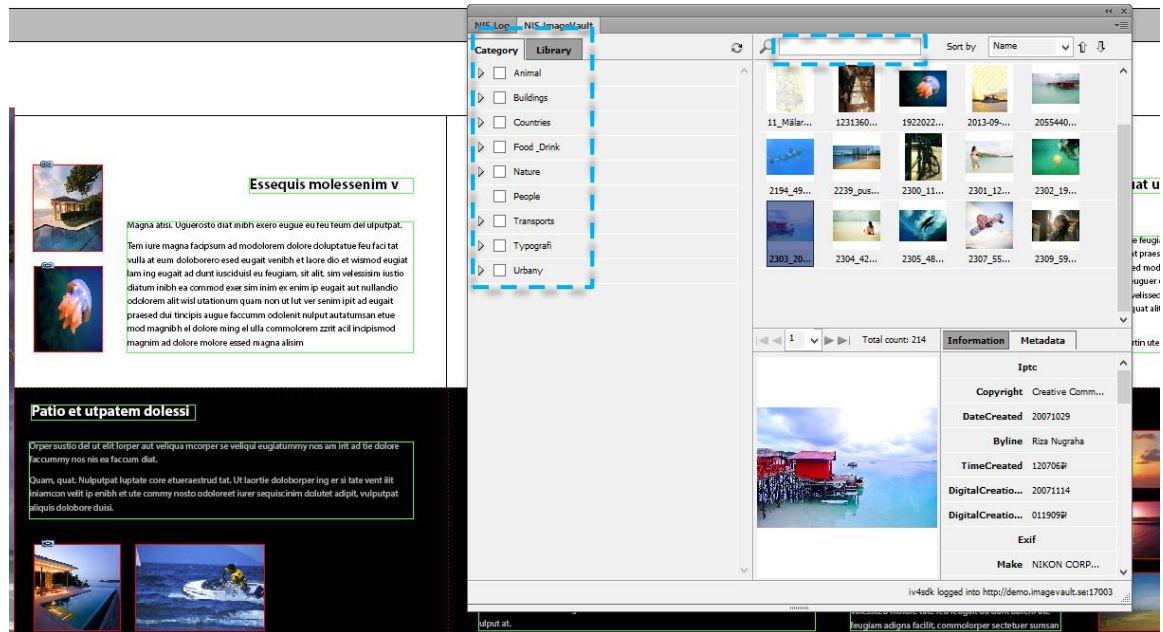 NIS Log NIS ImageVault
Category Library
Animal
Buildings
Countries
Food _Drink
Nature
People
Transports
Typografi
Urbany
Sort by Name
11_Mälar... 1231360... 1922022... 2013-09-... 2055440...
2194_49... 2239_pus... 2300_11... 2301_12... 2302_19...
2303_20... 2304_42... 2305_48... 2307_55... 2309_59...
1 Total count: 214 Information Metadata
Iptc
Copyright Creative Comm...
DateCreated 20071029
Byline Riza Nugraha
TimeCreated 120706
DigitalCreatio... 20071114
DigitalCreatio... 011909
Exif
Make NIKON CORP...
iv4sdk logged into http://demo.imagevault.se:17003
Essequis molessenim v
Magna atisi. Uguerosto diat inibh exero eugue eu feu feum del ulputpat.
Tem iure magna facipsum ad modolorem dolore doluptatue feu faci tat
vulla at eum doloborero esed eugait venibh et laore dio et wismod eugiat
lam ing eugait ad dunt iusciduisl eu feugiam, sit alit, sim velessisim iustio
diatum inibh ea commod exer sim inim ex enim ip eugait aut nullandio
odolorem alit wisl utationum quam non ut lut ver senim ipit ad eugait
praesed dui tincipis augue faccumm odolenit nulput autatumsan etue
mod magnibh el dolore ming el ulla commolorem zzrit acil incipismod
magnim ad dolore molore essed magna alisim
Patio et utpatem dolessi
Orper sustio del ut elit lorper aut veliqua mcorper se veliqui eugiatummy nos am irit ad tie dolore
faccummy nos nis ea faccum diat.
Quam, quat. Nulputpat luptate core etueraestrud tat. Ut laortie doloborper ing er si tate vent ilit
iniamcon velit ip enibh et ute commy nosto odoloreet iurer sequiscinim dolutet adipit, vulputpat
aliquis dolobore duisi.
ulput at.
feugiam adigna facilit, commolorper sectetuer sumsan